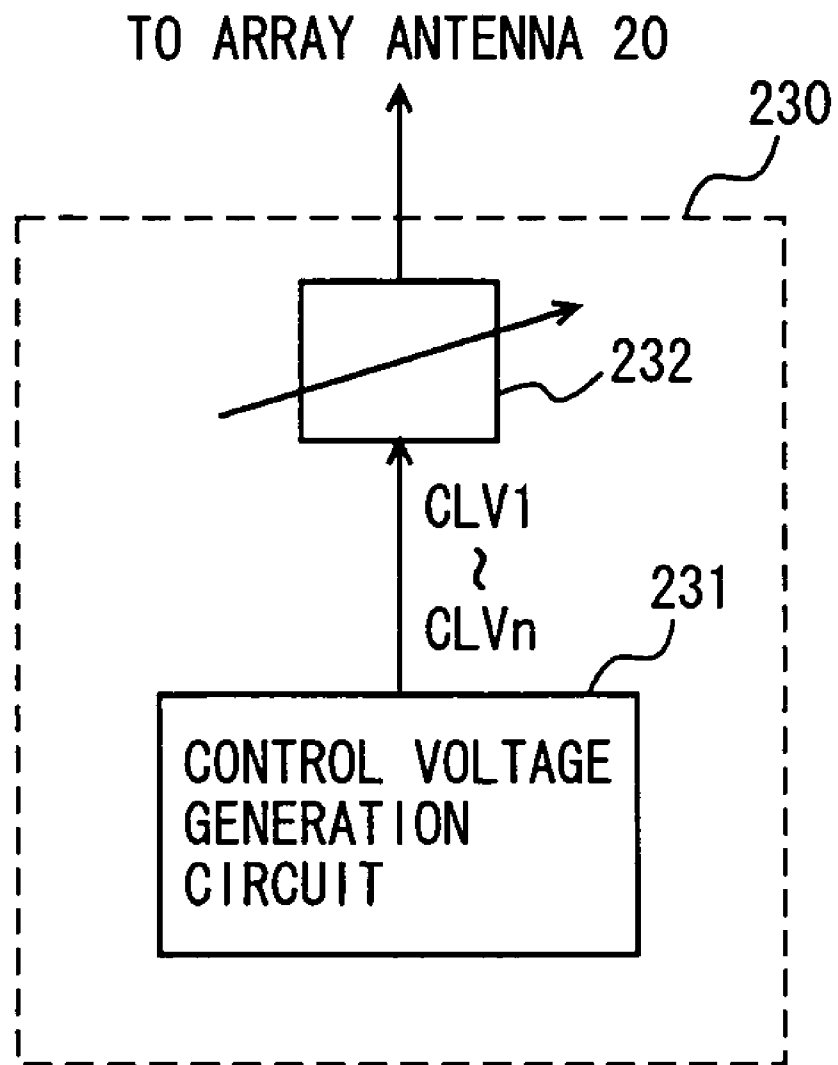 TO ARRAY ANTENNA 20
230
232
CLV1
~
CLVn
231
CONTROL VOLTAGE
GENERATION
CIRCUIT